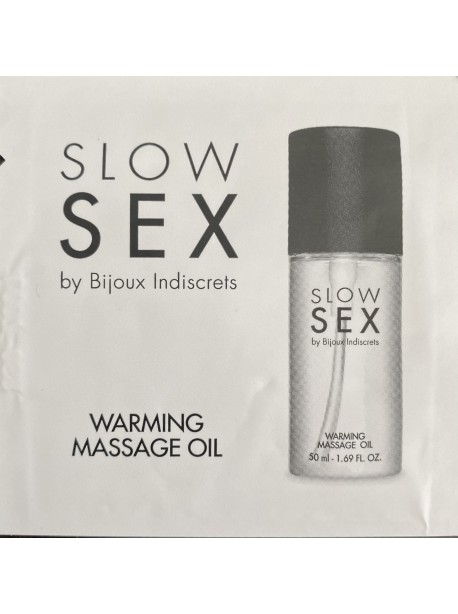 SLOW
SEX
by Bijoux Indiscrets
WARMING
MASSAGE OIL
SLOW
SEX
by Bijoux Indiscrets
WARMING
MASSAGE OIL
50 ml - 1.69 FL. OZ.